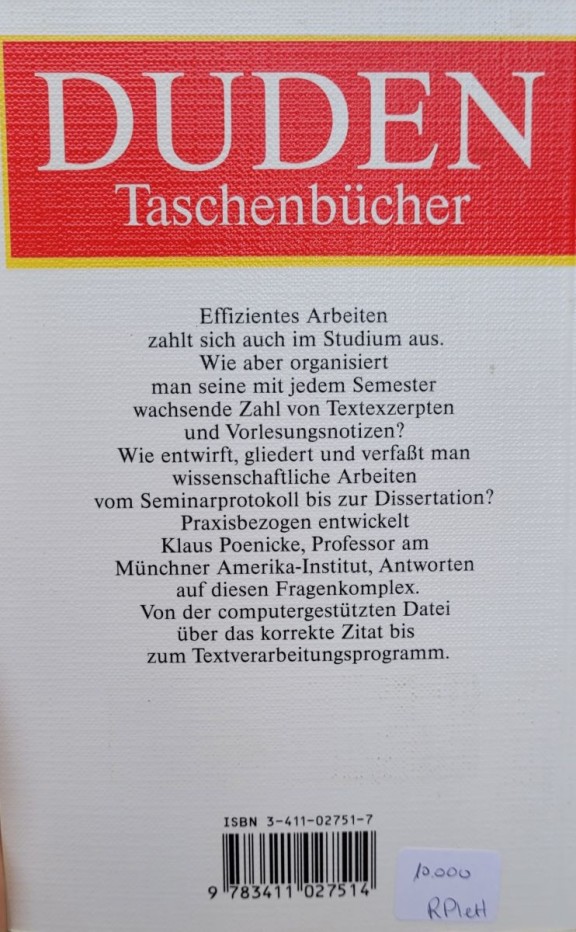 DUDEN
Taschenbücher
Effizientes Arbeiten
zahlt sich auch im Studium aus.
Wie aber organisiert
man seine mit jedem Semester
wachsende Zahl von Textexzerpten
und Vorlesungsnotizen?
Wie entwirft, gliedert und verfaßt man
wissenschaftliche Arbeiten
vom Seminarprotokoll bis zur Dissertation?
Praxisbezogen entwickelt
Klaus Poenicke, Professor am
Münchner Amerika-Institut, Antworten
auf diesen Fragenkomplex.
Von der computergestützten Datei
über das korrekte Zitat bis
zum Textverarbeitungsprogramm.
ISBN 3-411-02751-7
9 783411 027514
10.000
RPlett